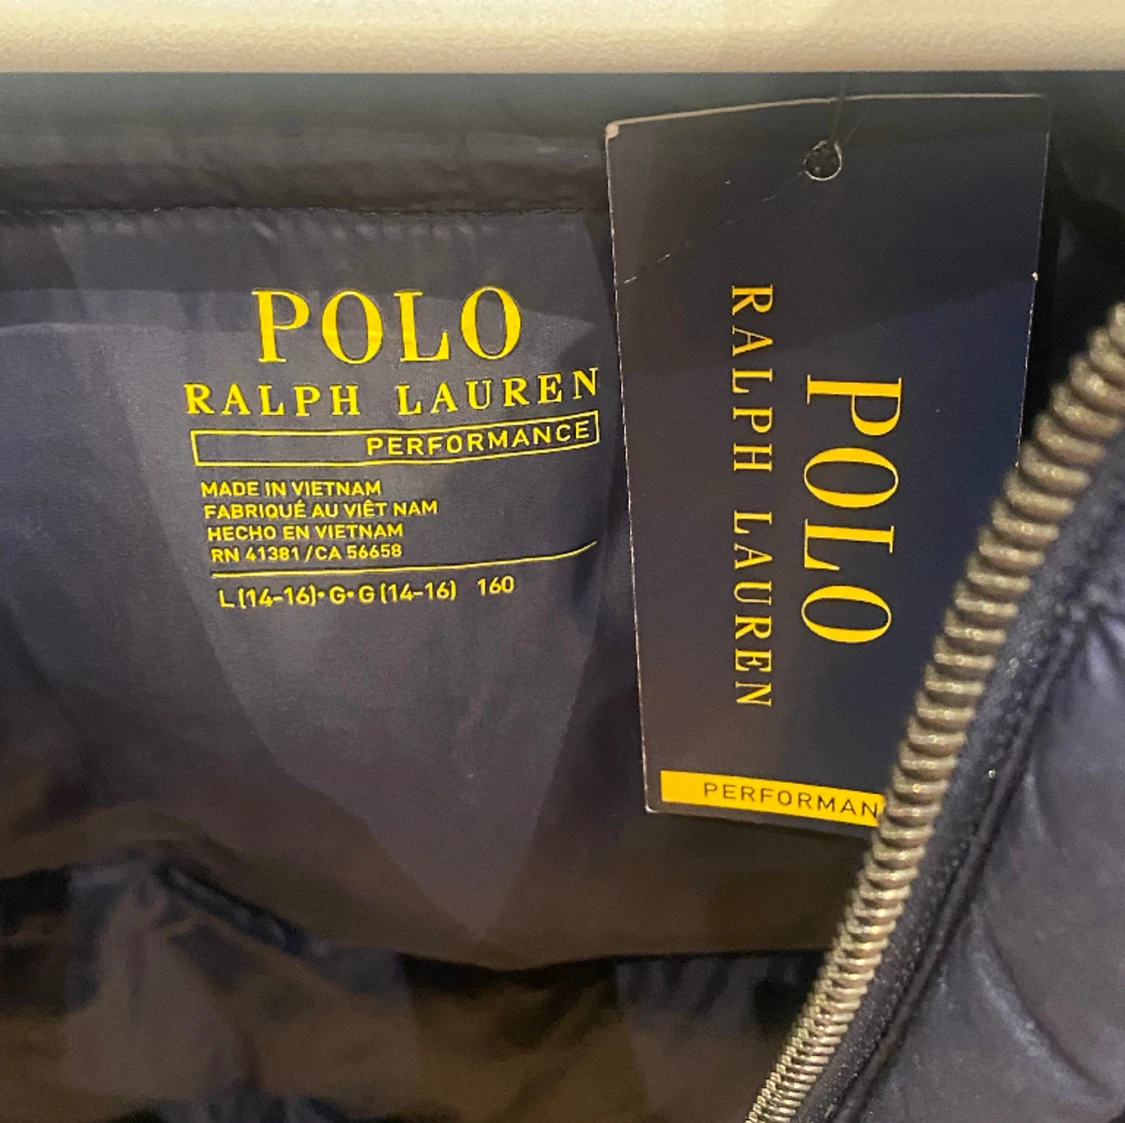 POLO
RALPH LAUREN
PERFORMANCE
MADE IN VIETNAM
FABRIQUÉ AU VIÊT NAM
HECHO EN VIETNAM
RN 41381/CA 56658
L(14-16)•G•G(14-16) 160
POLO
RALPH LAUREN
PERFORMAN